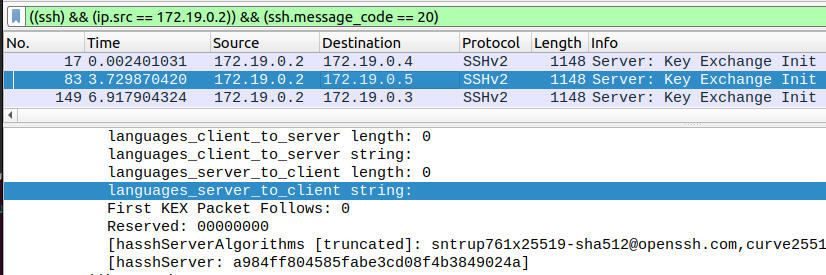 ((ssh) && (ip.src == 172.19.0.2)) && (ssh.message_code == 20)
No. Time Source Destination Protocol Length Info
17 0.002401031 172.19.0.2 172.19.0.4 SSHv2 1148 Server: Key Exchange Init
83 3.729870420 172.19.0.2 172.19.0.5 SSHv2 1148 Server: Key Exchange Init
149 6.917904324 172.19.0.2 172.19.0.3 SSHv2 1148 Server: Key Exchange Init
languages_client_to_server length: 0
languages_client_to_server string:
languages_server_to_client length: 0
languages_server_to_client string:
First KEX Packet Follows: 0
Reserved: 00000000
[hasshServerAlgorithms [truncated]: sntrup761x25519-sha512@openssh.com,curve2551
[hasshServer: a984ff804585fabe3cd08f4b3849024a]